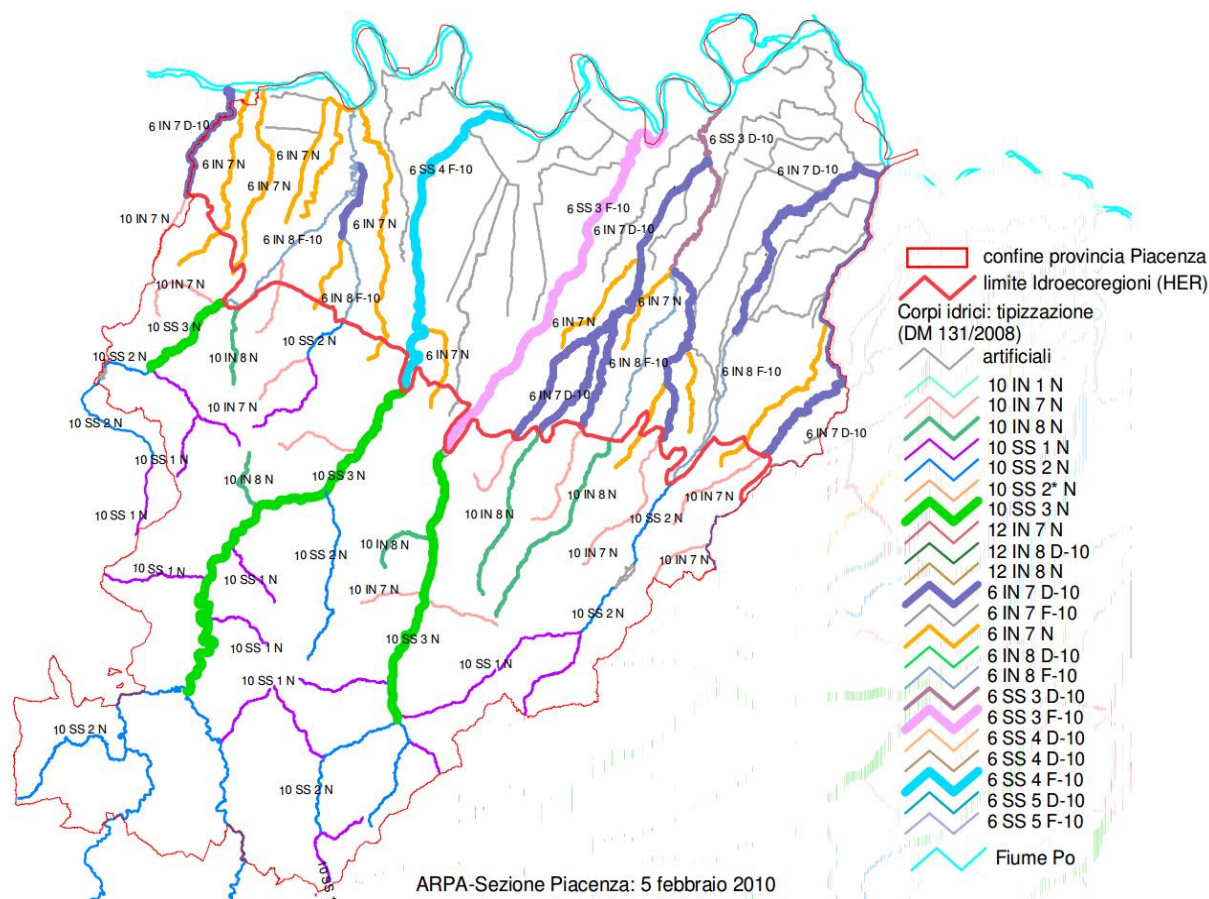 6 IN 7 D-10
6 SS 3 D-10
6 IN 7 N
6 IN 7 N
6 SS 4 F-10
6 IN 7 D-10
6 IN 7 N
10 IN 7 N
6 IN 7 N
6 SS 3 F-10
6 IN 8 F-10
6 IN 7 D-10
10 IN 7 N
6 IN 8 F-10
6 IN 7 N
10 SS 3 N
6 IN 7 N
10 SS 2 N
6 IN 7 N
10 SS 2 N
10 IN 8 N
6 IN 8 F-10
6 IN 8 F-10
6 IN 7 D-10
10 IN 7 N
10 SS 2 N
6 IN 7 D-10
10 SS 1 N
10 IN 8 N
10 SS 3 N
10 IN 8 N
10 IN 7 N
10 SS 1 N
10 IN 8 N
10 SS 2 N
10 IN 8 N
10 SS 2 N
10 IN 7 N
10 IN 7 N
10 SS 1 N
10 SS 1 N
10 IN 7 N
10 SS 2 N
10 SS 3 N
10 SS 1 N
10 SS 1 N
10 SS 1 N
10 SS 2 N
10 SS 2 N
10 SS
confine provincia Piacenza
limite Idroecoregioni (HER)
Corpi idrici: tipizzazione
(DM 131/2008)
artificiali
10 IN 1 N
10 IN 7 N
10 IN 8 N
10 SS 1 N
10 SS 2 N
10 SS 2* N
10 SS 3 N
12 IN 7 N
12 IN 8 D-10
12 IN 8 N
6 IN 7 D-10
6 IN 7 F-10
6 IN 7 N
6 IN 8 D-10
6 IN 8 F-10
6 SS 3 D-10
6 SS 3 F-10
6 SS 4 D-10
6 SS 4 D-10
6 SS 4 F-10
6 SS 5 D-10
6 SS 5 F-10
Fiume Po
ARPA-Sezione Piacenza: 5 febbraio 2010